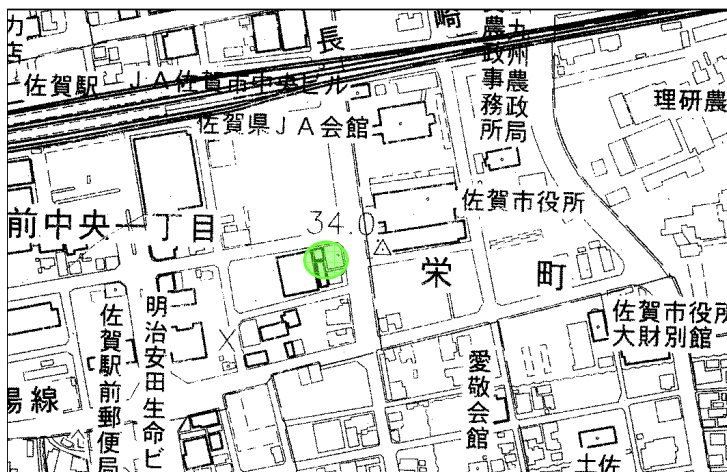 力
店
長
崎
佐賀駅
JA佐賀市中央ビル
佐賀県JA会館
九州農政局
農政事務所
理研農
佐賀市役所
前中央一丁目
34.0
栄町
佐賀市役所
大財別館
明治安田生命ビ
佐賀駅前郵便局
愛敬会館
湯線
土佐